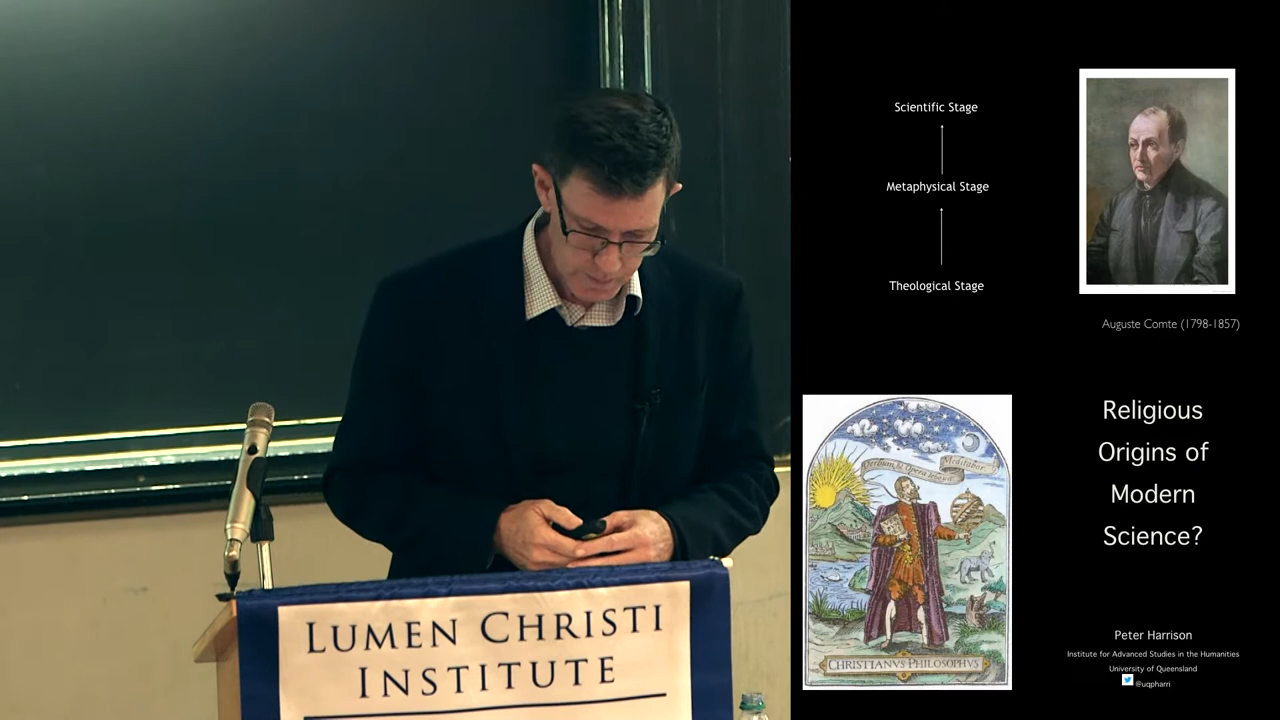 LUMEN CHRISTI
INSTITUTE
Scientific Stage
Metaphysical Stage
Theological Stage
Auguste Comte (1798-1857)
Meditabor
CHRISTIANVS PHILOSOPHVS
Religious
Origins of
Modern
Science?
Peter Harrison
Institute for Advanced Studies in the Humanities
University of Queensland
@uqpharri